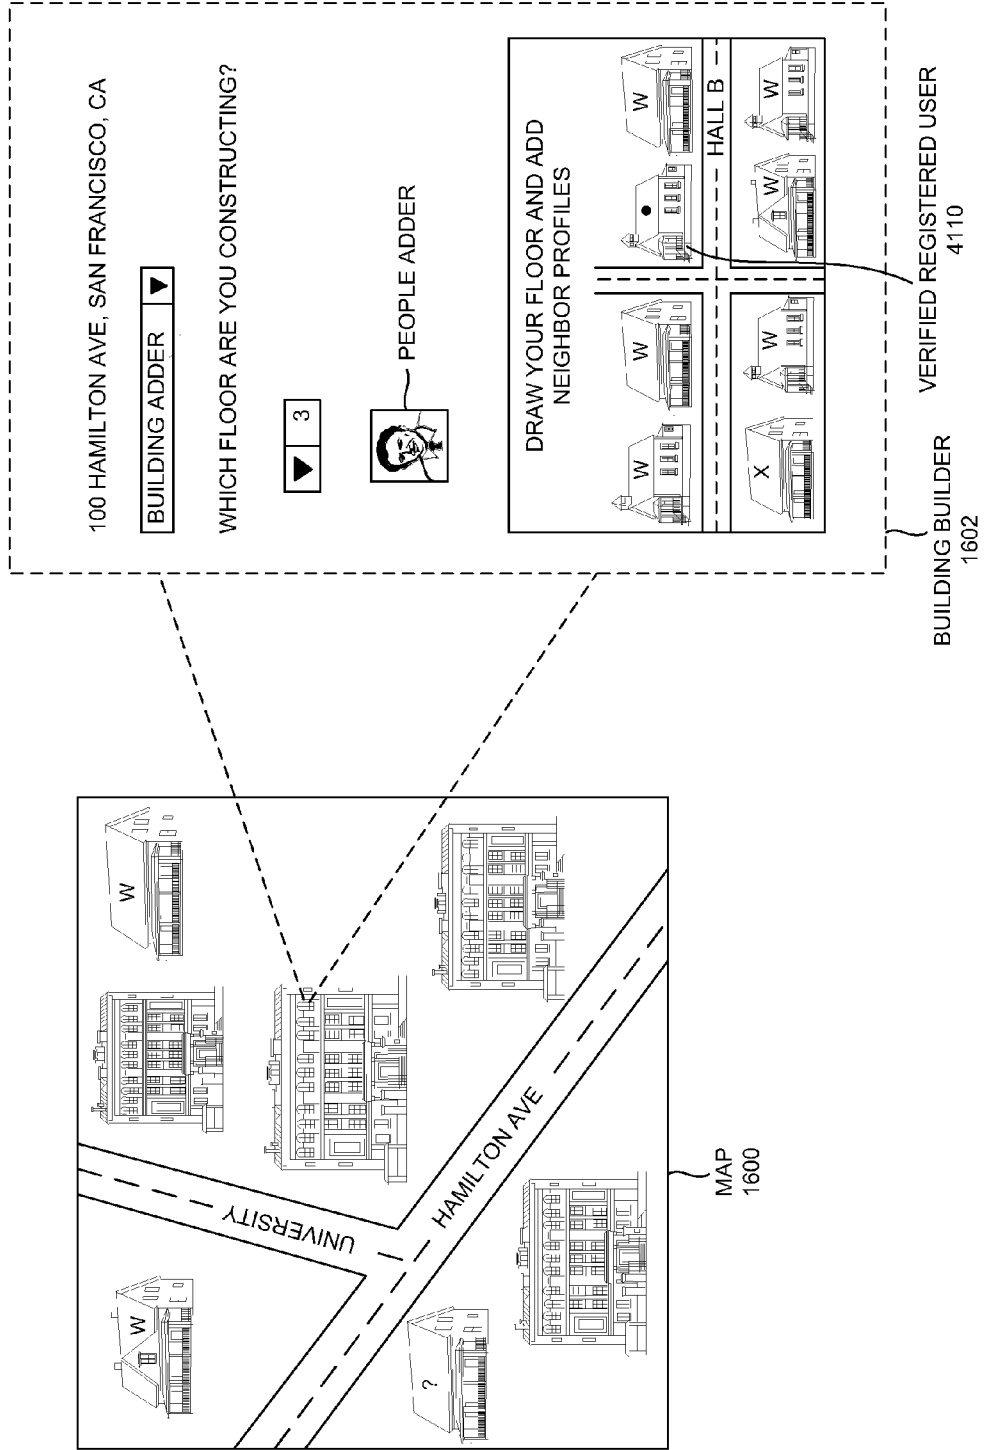 100 HAMILTON AVE, SAN FRANCISCO, CA
BUILDING ADDER
WHICH FLOOR ARE YOU CONSTRUCTING?
3
PEOPLE ADDER
DRAW YOUR FLOOR AND ADD
NEIGHBOR PROFILES
W
W
W
HALL B
X
W
W
W
VERIFIED REGISTERED USER
4110
BUILDING BUILDER
1602
W
W
UNIVERSITY
?
HAMILTON AVE
MAP
1600